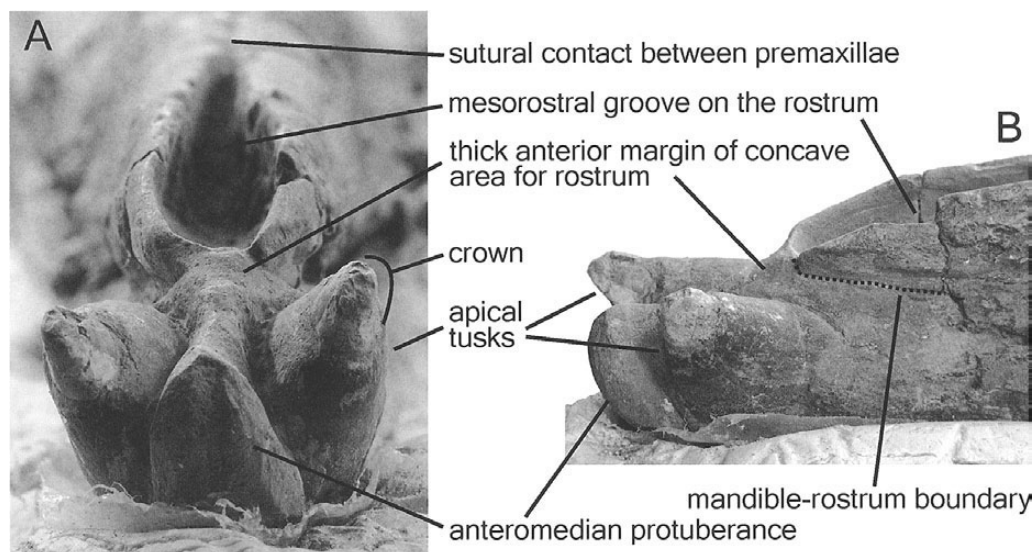 A
sutural contact between premaxillae
mesorostral groove on the rostrum
B
thick anterior margin of concave
area for rostrum
crown
apical
tusks
mandible-rostrum boundary
anteromedian protuberance